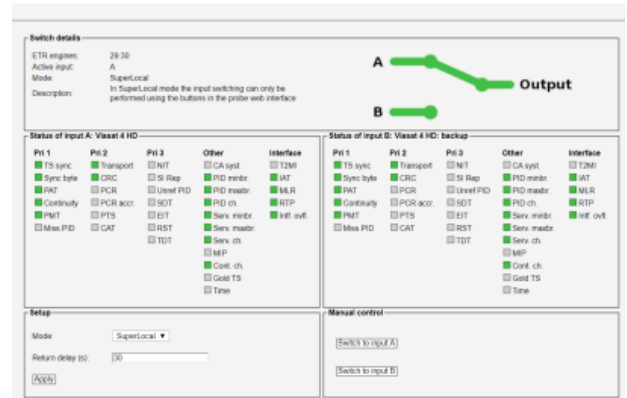 Switch details
ETR engines: 29:30
Active input: A
Mode SuperLocal
Description: In SuperLocal mode the input switching can only be
performed using the buttons in the probe web interface
A
Output
B
Status of input A: Viasat 4 HD
Pri 1 Pri 2 Pri 3 Other Interface
TS sync Transport NIT CA syst. T2MI
Sync byte CRC SI Rep PID minbr. IAT
PAT PCR Unref PID PID maxbr. MLR
Continuity PCR accr. SDT PID ch. RTP
PMT PTS EIT Serv. minbr. Intf. ovfl.
Miss.PID CAT RST Serv. maxbr.
TDT Serv. ch.
MIP
Cont. ch.
Gold TS
Time
Status of input B: Viasat 4 HD: backup
Pri 1 Pri 2 Pri 3 Other Interface
TS sync Transport NIT CA syst. T2MI
Sync byte CRC SI Rep PID minbr. IAT
PAT PCR Unref PID PID maxbr. MLR
Continuity PCR accr. SDT PID ch. RTP
PMT PTS EIT Serv. minbr. Intf. ovfl.
Miss.PID CAT RST Serv. maxbr.
TDT Serv. ch.
MIP
Cont. ch.
Gold TS
Time
Setup
Mode: SuperLocal
Return delay (s): 30
Apply
Manual control
Switch to input A
Switch to input B